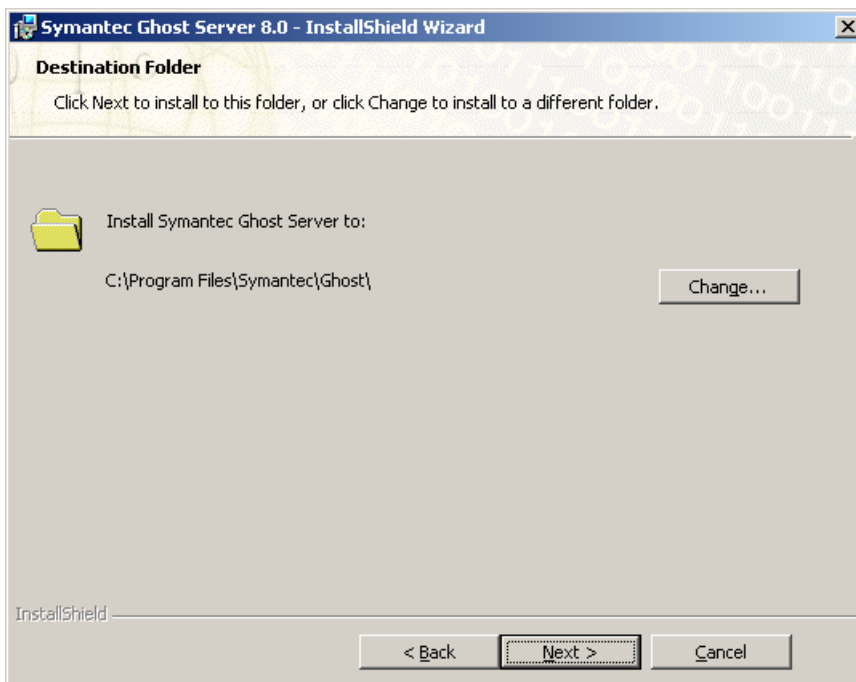 Symantec Ghost Server 8.0 - InstallShield Wizard
Destination Folder
Click Next to install to this folder, or click Change to install to a different folder.
Install Symantec Ghost Server to:
C:\Program Files\Symantec\Ghost\
Change...
InstallShield
< Back
Next >
Cancel